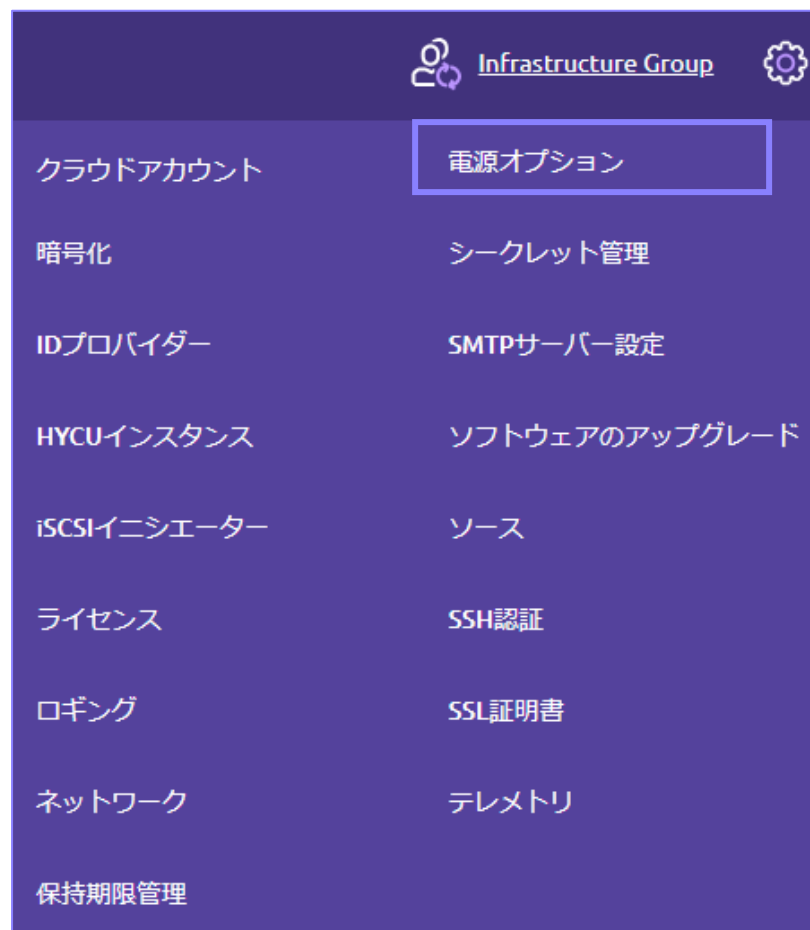 Infrastructure Group
クラウドアカウント
暗号化
IDプロバイダー
HYCUインスタンス
iSCSIイニシエーター
ライセンス
ロギング
ネットワーク
保持期限管理
電源オプション
シークレット管理
SMTPサーバー設定
ソフトウェアのアップグレード
ソース
SSH認証
SSL証明書
テレメトリ